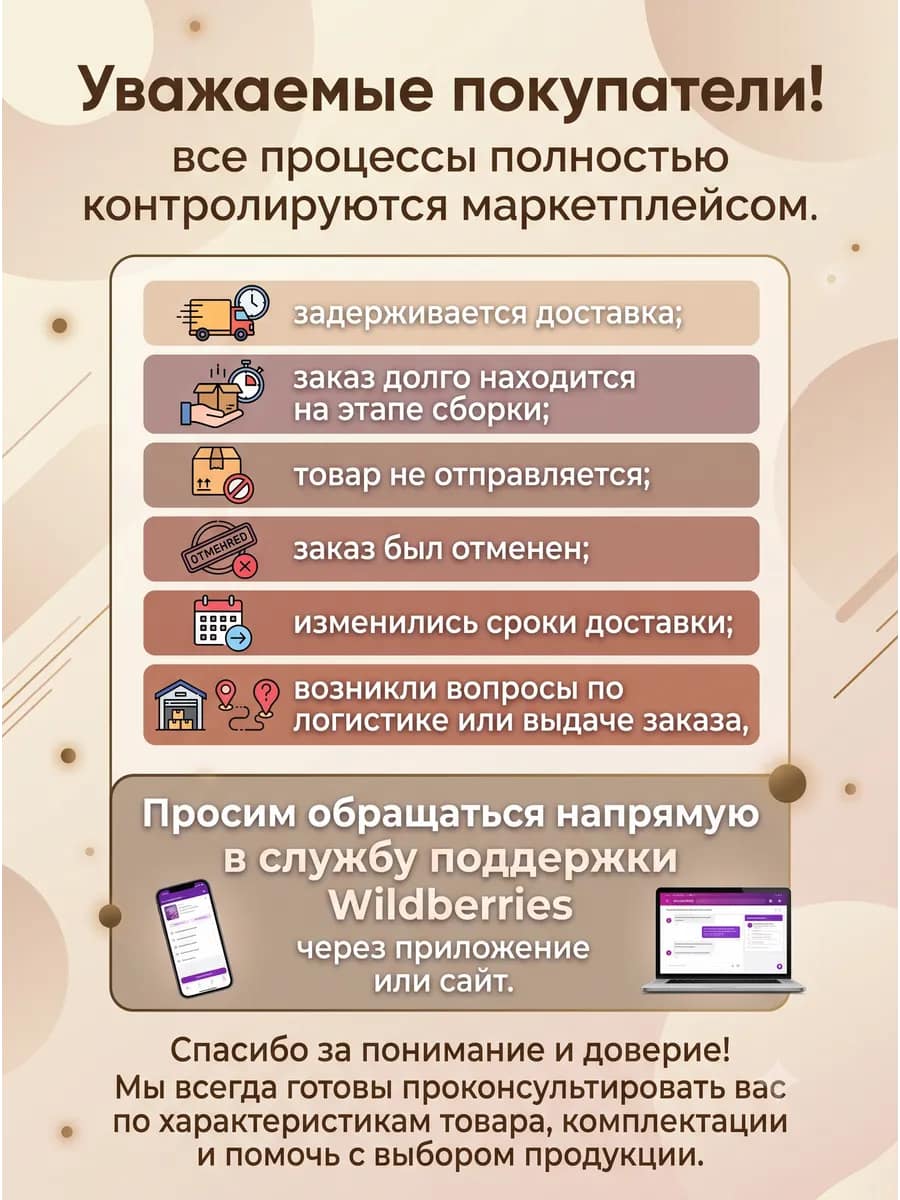 Уважаемые покупатели!
все процессы полностью
контролируются маркетплейсом.
задерживается доставка;
заказ долго находится
на этапе сборки;
товар не отправляется;
ОТМЕНRED
заказ был отменен;
изменились сроки доставки;
возникли вопросы по
логистике или выдаче заказа,
Просим обращаться напрямую
в службу поддержки
Wildberries
через приложение
или сайт.
Спасибо за понимание и доверие!
Мы всегда готовы проконсультировать вас
по характеристикам товара, комплектации
и помочь с выбором продукции.